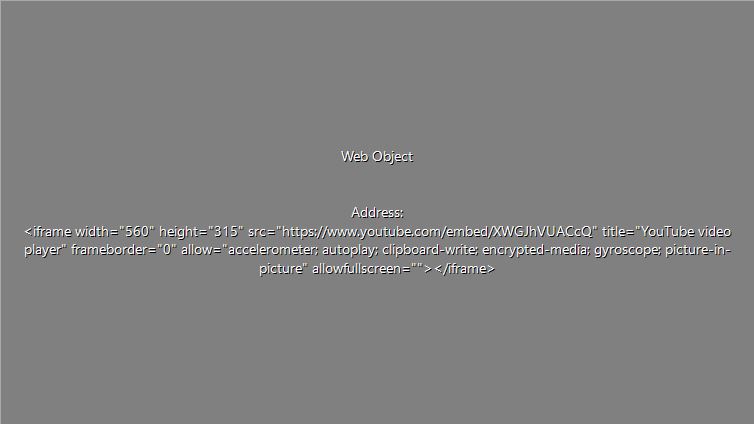 Web Object
Address:
<iframe width="560" height="315" src="https://www.youtube.com/embed/XWGJhVUACcQ" title="YouTube video
player" frameborder="0" allow="accelerometer; autoplay; clipboard-write; encrypted-media; gyroscope; picture-in-
picture" allowfullscreen=""></iframe>